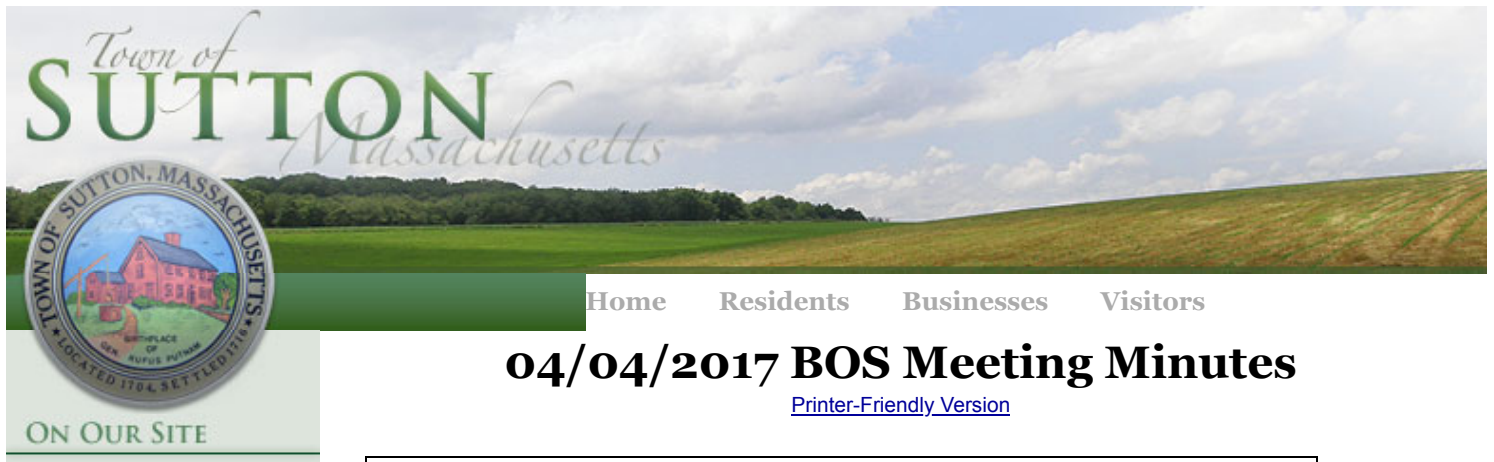 Town of
SUTTON
Massachusetts
TOWN OF SUTTON, MASSACHUSETTS
BIRTHPLACE
OF
GEN. RUFUS PUTNAM
LOCATED 1704, SETTLED 1716
Home Residents Businesses Visitors
04/04/2017 BOS Meeting Minutes
Printer-Friendly Version
ON OUR SITE